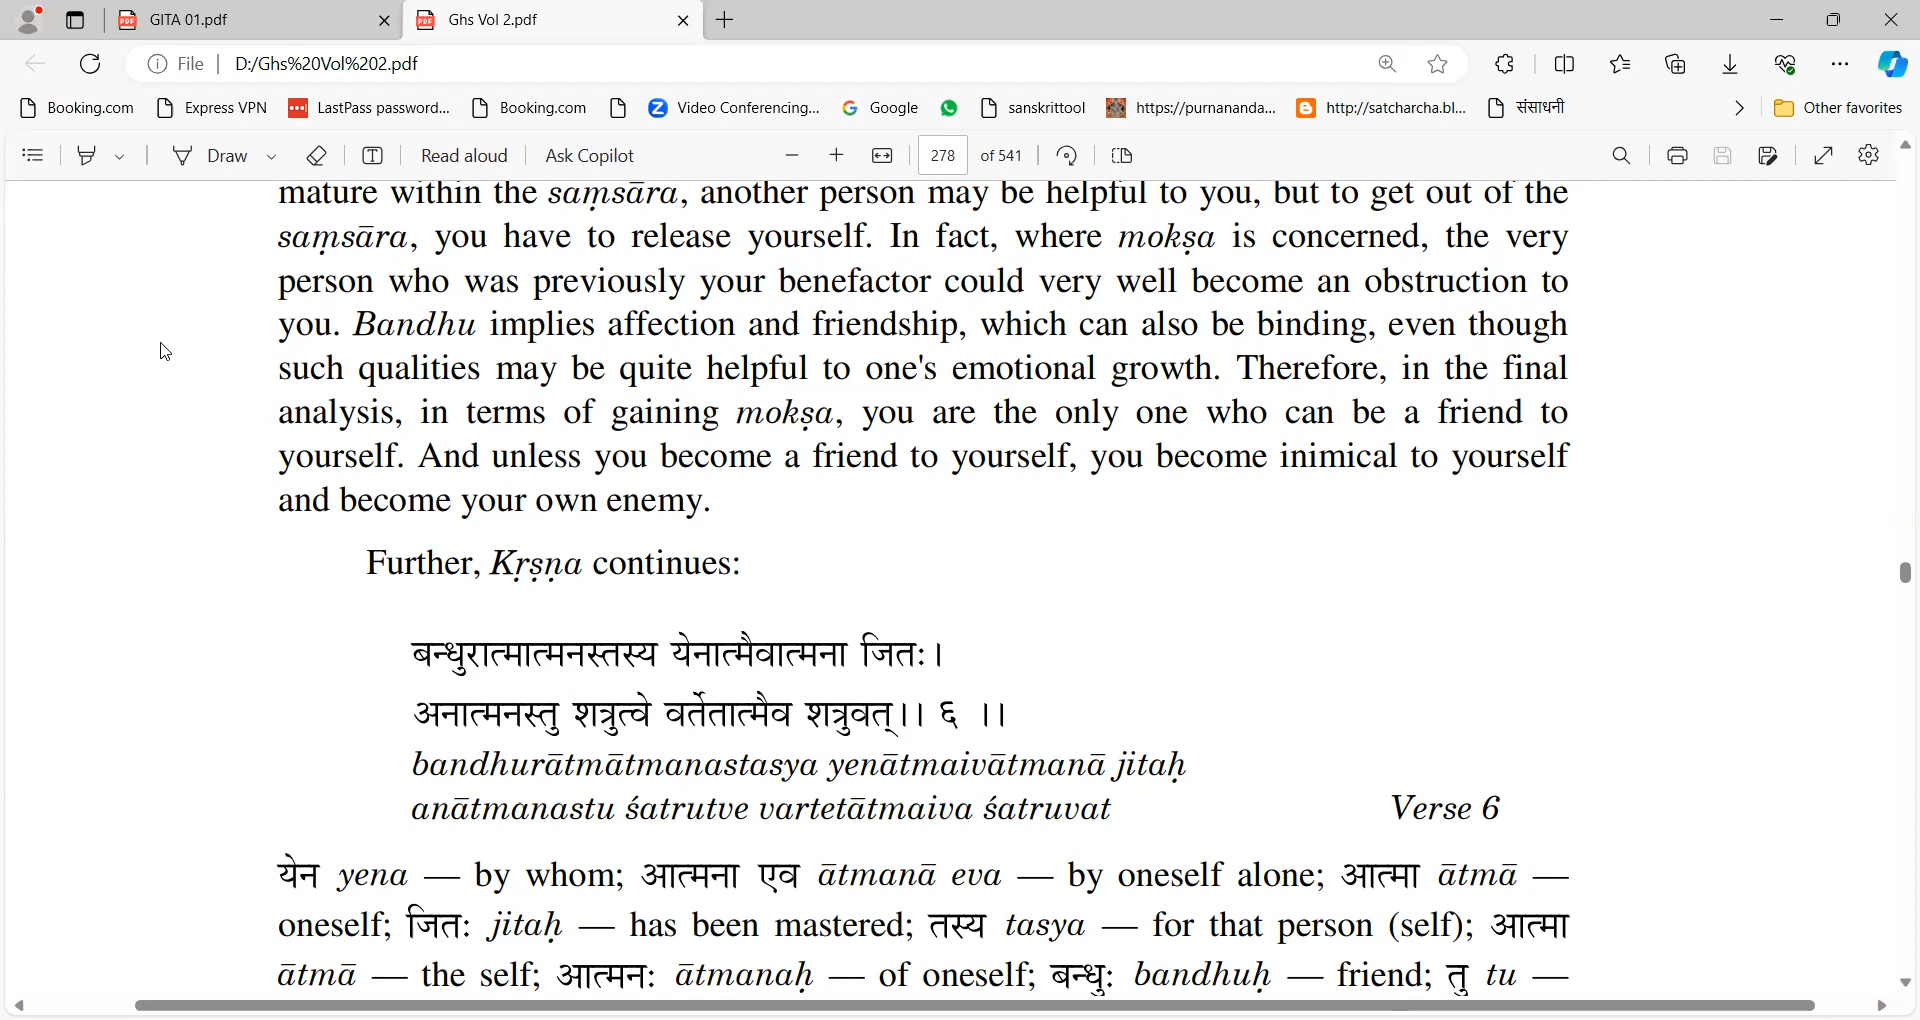 GITA 01.pdf
Ghs Vol 2.pdf
File D:/Ghs%20Vol%202.pdf
Booking.com Express VPN LastPass password... Booking.com Video Conferencing... Google sanskrittool https://purnananda... http://satcharcha.bl... संसाधनी Other favorites
Draw Read aloud Ask Copilot 278 of 541
mature within the saṃsāra, another person may be helpful to you, but to get out of the
saṃsāra, you have to release yourself. In fact, where mokṣa is concerned, the very
person who was previously your benefactor could very well become an obstruction to
you. Bandhu implies affection and friendship, which can also be binding, even though
such qualities may be quite helpful to one's emotional growth. Therefore, in the final
analysis, in terms of gaining mokṣa, you are the only one who can be a friend to
yourself. And unless you become a friend to yourself, you become inimical to yourself
and become your own enemy.
Further, Kṛṣṇa continues:
बन्धुरात्मात्मनस्तस्य येनात्मैवात्मना जितः।
अनात्मनस्तु शत्रुत्वे वर्तेतात्मैव शत्रुवत्।। ६ ।।
bandhurātmātmanastasya yenātmaivātmanā jitaḥ
anātmanastu śatrutve vartetātmaiva śatruvat Verse 6
येन yena — by whom; आत्मना एव ātmanā eva — by oneself alone; आत्मा ātmā —
oneself; जितः jitaḥ — has been mastered; तस्य tasya — for that person (self); आत्मा
ātmā — the self; आत्मनः ātmanaḥ — of oneself; बन्धुः bandhuḥ — friend; तु tu —